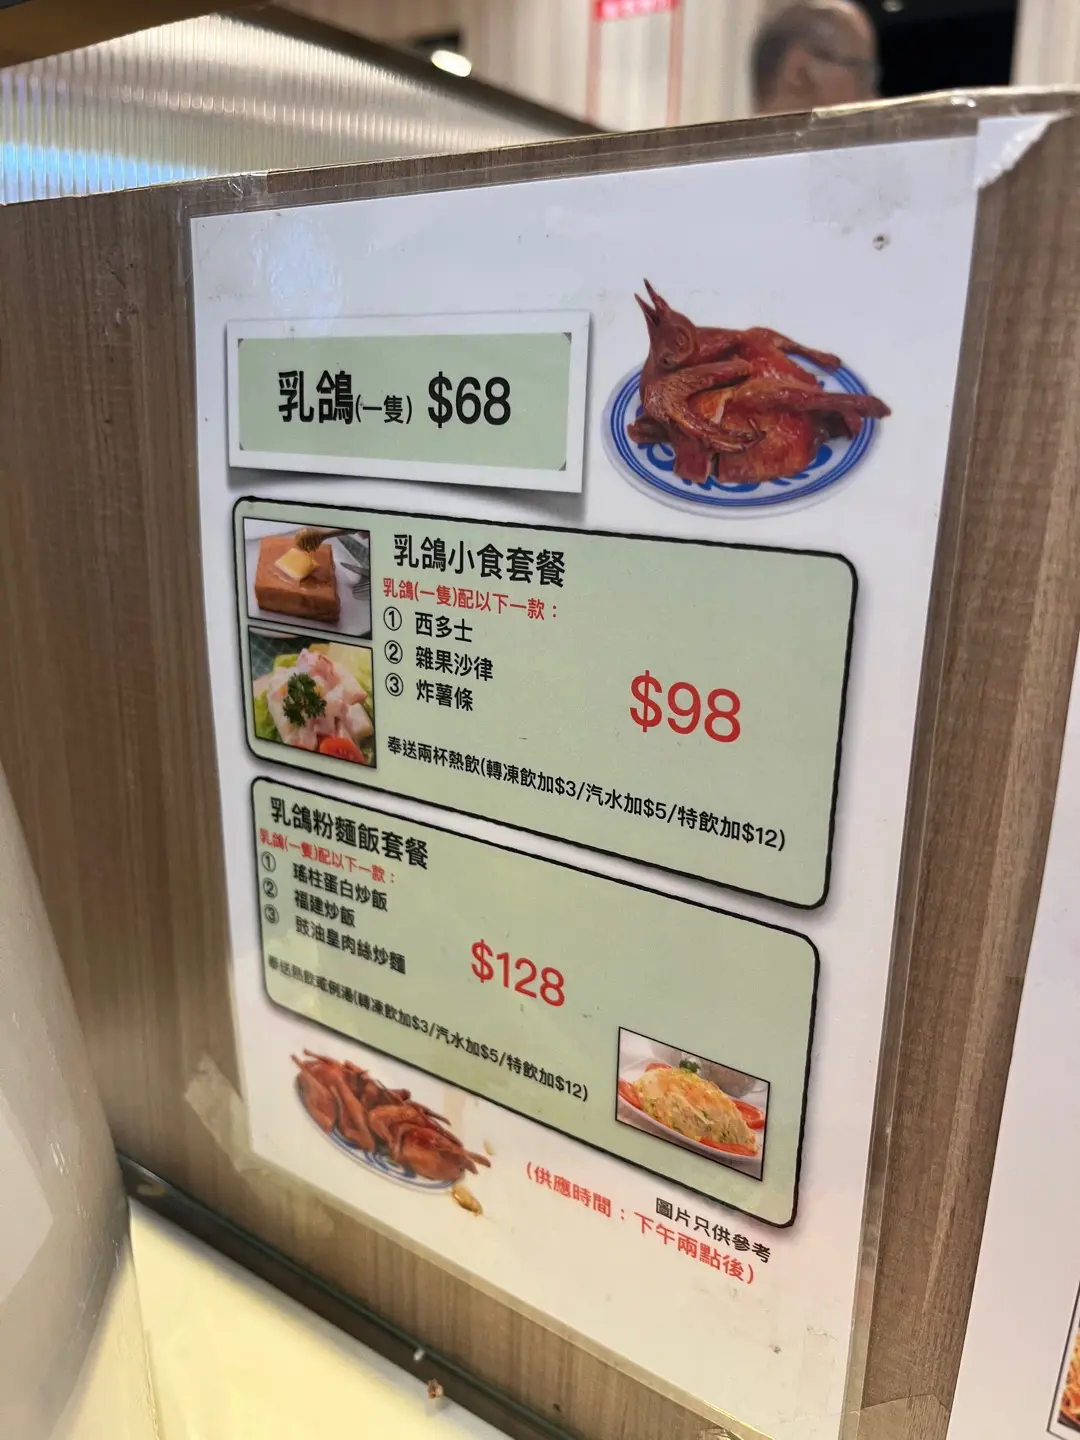 乳鴿(一隻) $68
乳鴿小食套餐
乳鴿(一隻)配以下一款：
① 西多士
② 雜果沙律
③ 炸薯條
$98
奉送兩杯熱飲(轉凍飲加$3/汽水加$5/特飲加$12)
乳鴿粉麵飯套餐
乳鴿(一隻)配以下一款：
① 瑤柱蛋白炒飯
② 福建炒飯
③ 豉油皇肉絲炒麵
$128
奉送熱飲或例湯(轉凍飲加$3/汽水加$5/特飲加$12)
圖片只供參考
(供應時間：下午兩點後)